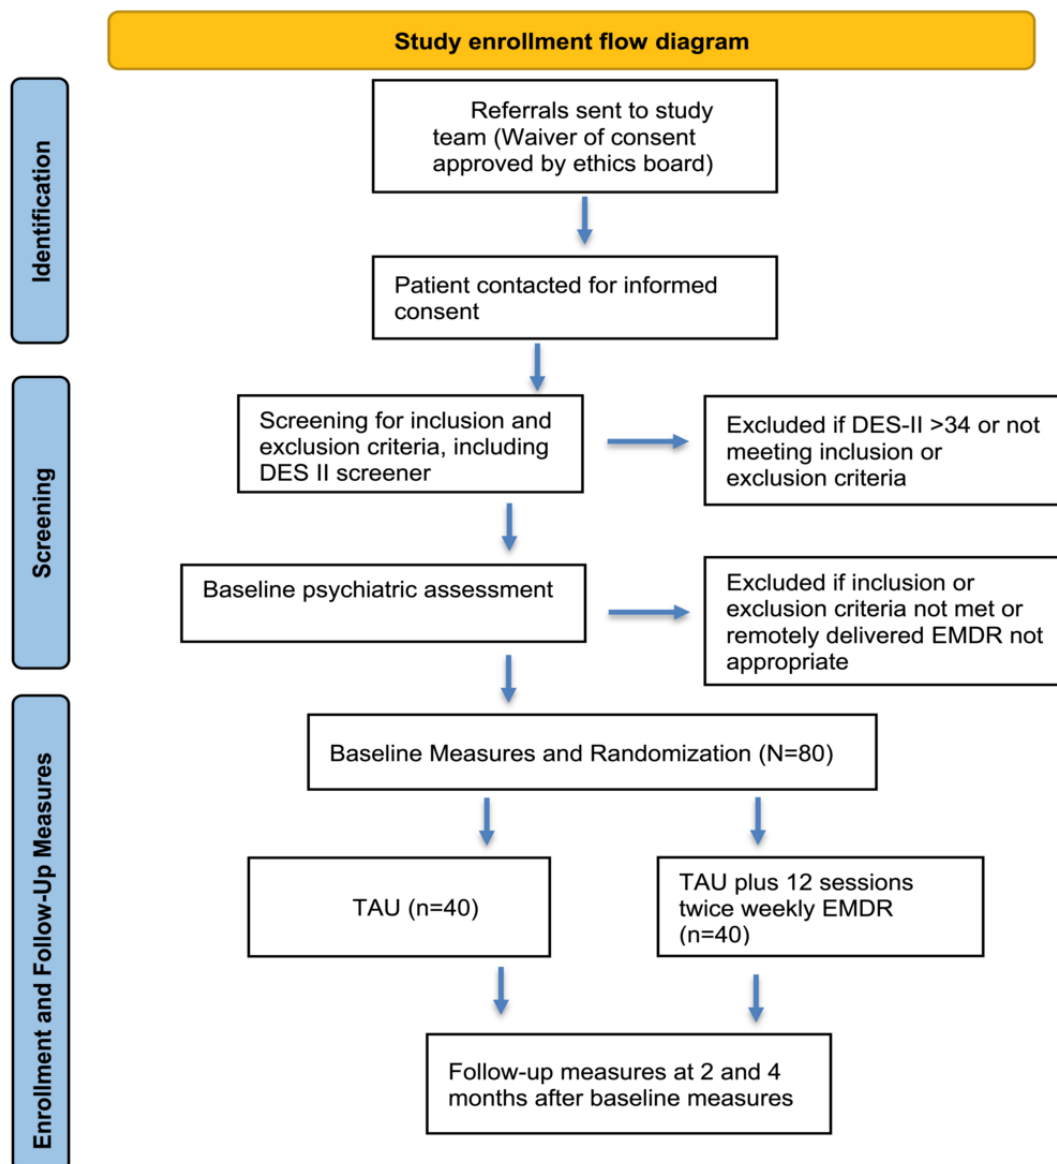 Study enrollment flow diagram
Identification
Referrals sent to study
team (Waiver of consent
approved by ethics board)
Patient contacted for informed
consent
Screening
Screening for inclusion and
exclusion criteria, including
DES II screener
Excluded if DES-II >34 or not
meeting inclusion or
exclusion criteria
Baseline psychiatric assessment
Excluded if inclusion or
exclusion criteria not met or
remotely delivered EMDR not
appropriate
Enrollment and Follow-Up Measures
Baseline Measures and Randomization (N=80)
TAU (n=40)
TAU plus 12 sessions
twice weekly EMDR
(n=40)
Follow-up measures at 2 and 4
months after baseline measures